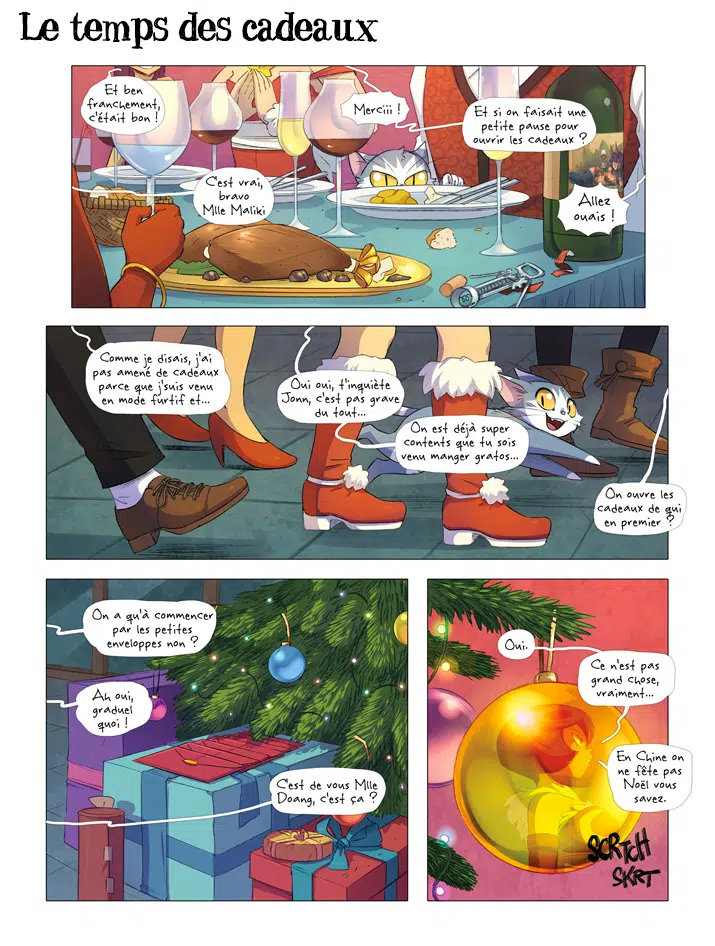 Le temps des cadeaux
Et ben
franchement,
c'était bon !
Merciii !
Et si on faisait une
petite pause pour
ouvrir les cadeaux ?
C'est vrai,
bravo
Mlle Maliki
Allez
ouais !
Comme je disais, j'ai
pas amené de cadeaux
parce que j'suis venu
en mode furtif et...
Oui oui, t'inquiète
Jonn, c'est pas grave
du tout...
On est déjà super
contents que tu sois
venu manger gratos...
On ouvre les
cadeaux de qui
en premier ?
On a qu'à commencer
par les petites
enveloppes non ?
Ah oui,
graduel
quoi !
C'est de vous Mlle
Doang, c'est ça ?
Oui.
Ce n'est pas
grand chose,
vraiment...
En Chine on
ne fête pas
Noël vous
savez.
SCRTCH
SKRT